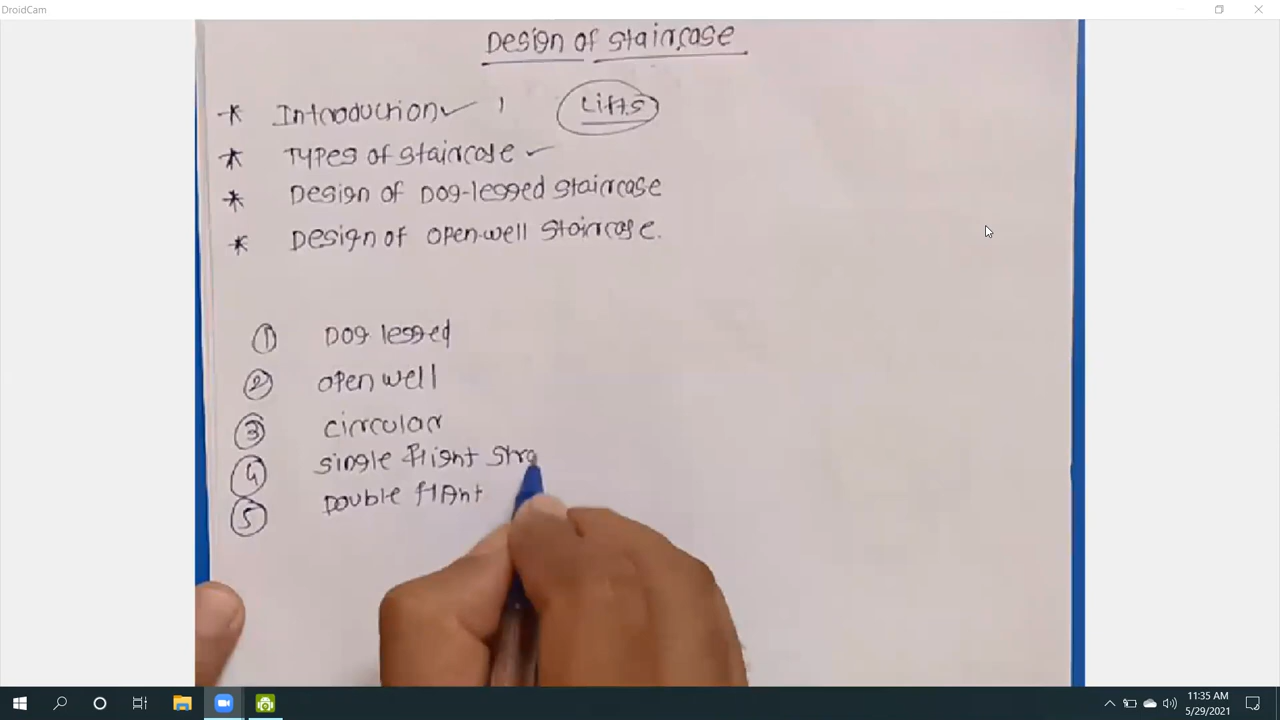 DroidCam
Design of Staircase
* Introduction ✓ Lifts
* Types of staircase ✓
* Design of Dog-legged staircase
* Design of open-well staircase.
① Dog legged
② open well
③ circular
④ single flight Stra
⑤ Double flight
11:35 AM
5/29/2021